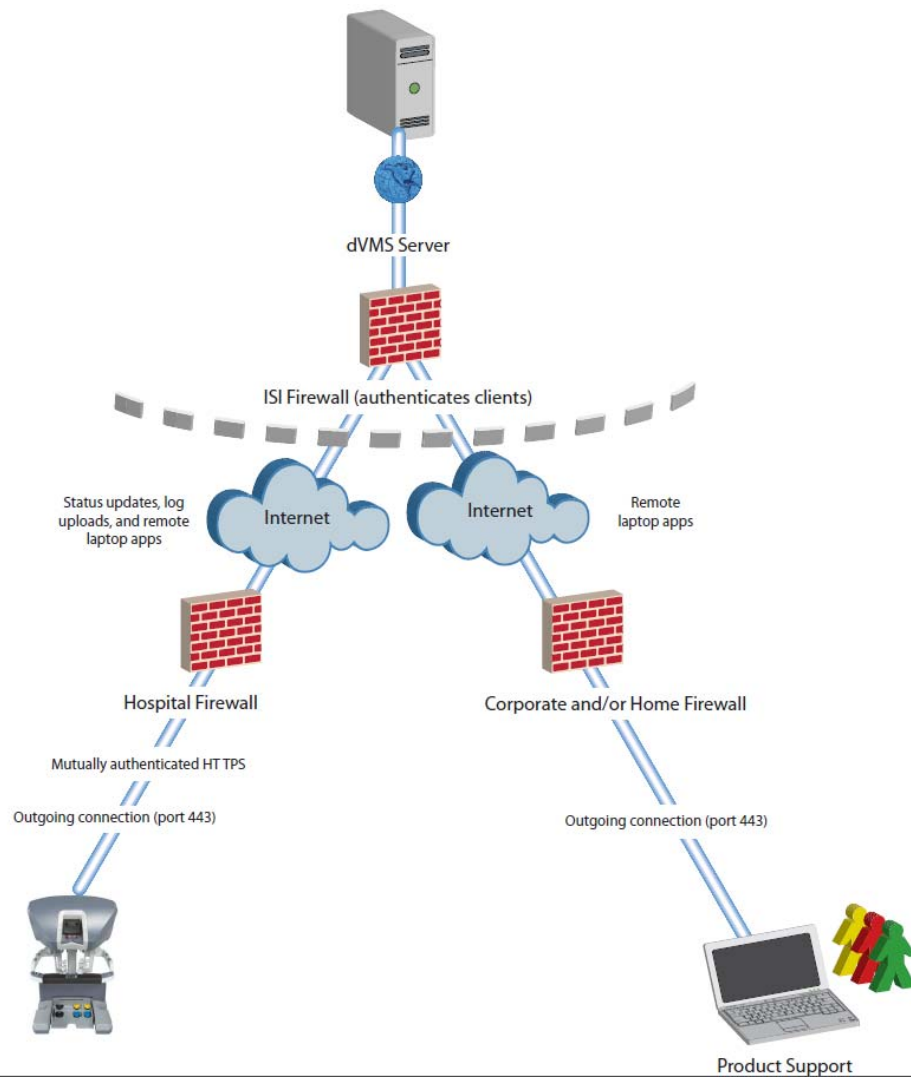 dVMS Server
ISI Firewall (authenticates clients)
Status updates, log
uploads, and remote
laptop apps
Internet
Internet
Remote
laptop apps
Hospital Firewall
Corporate and/or Home Firewall
Mutually authenticated HT TPS
Outgoing connection (port 443)
Outgoing connection (port 443)
Product Support